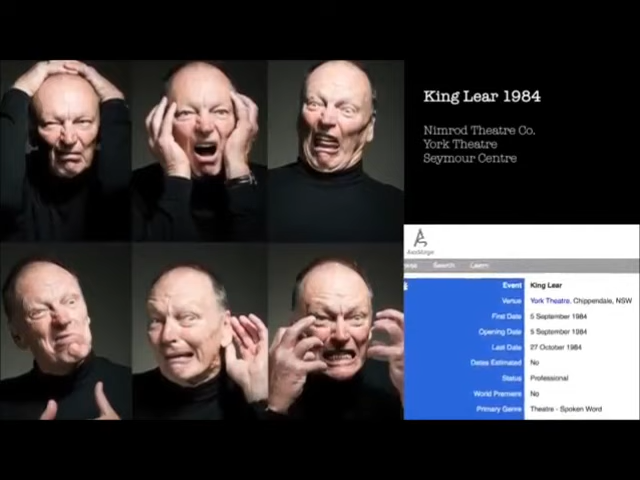 King Lear 1984
Nimrod Theatre Co.
York Theatre
Seymour Centre
AusStage
Search Learn
Event King Lear
Venue York Theatre, Chippendale, NSW
First Date 5 September 1984
Opening Date 5 September 1984
Last Date 27 October 1984
Dates Estimated No
Status Professional
World Premiere No
Primary Genre Theatre - Spoken Word